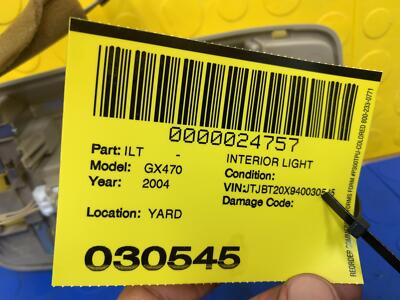 0000024757
Part: ILT - INTERIOR LIGHT
Model: GX470 Condition:
Year: 2004 VIN:JTJBT20X940030545
Damage Code:
Location: YARD
030545